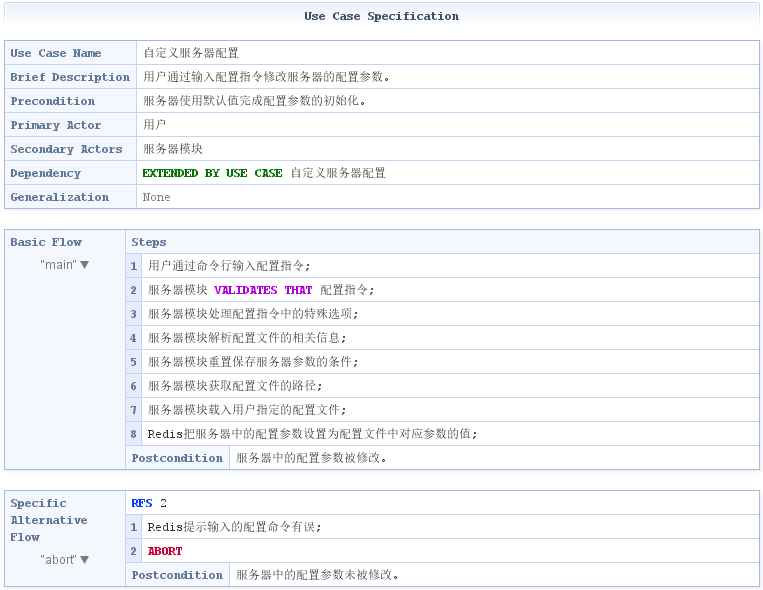 Use Case Specification
Use Case Name 自定义服务器配置
Brief Description 用户通过输入配置指令修改服务器的配置参数。
Precondition 服务器使用默认值完成配置参数的初始化。
Primary Actor 用户
Secondary Actors 服务器模块
Dependency EXTENDED BY USE CASE 自定义服务器配置
Generalization None
Basic Flow Steps
"main" ▼
1 用户通过命令行输入配置指令;
2 服务器模块 VALIDATES THAT 配置指令;
3 服务器模块处理配置指令中的特殊选项;
4 服务器模块解析配置文件的相关信息;
5 服务器模块重置保存服务器参数的条件;
6 服务器模块获取配置文件的路径;
7 服务器模块载入用户指定的配置文件;
8 Redis把服务器中的配置参数设置为配置文件中对应参数的值;
Postcondition 服务器中的配置参数被修改。
Specific
Alternative
Flow
"abort" ▼
RFS 2
1 Redis提示输入的配置命令有误;
2 ABORT
Postcondition 服务器中的配置参数未被修改。